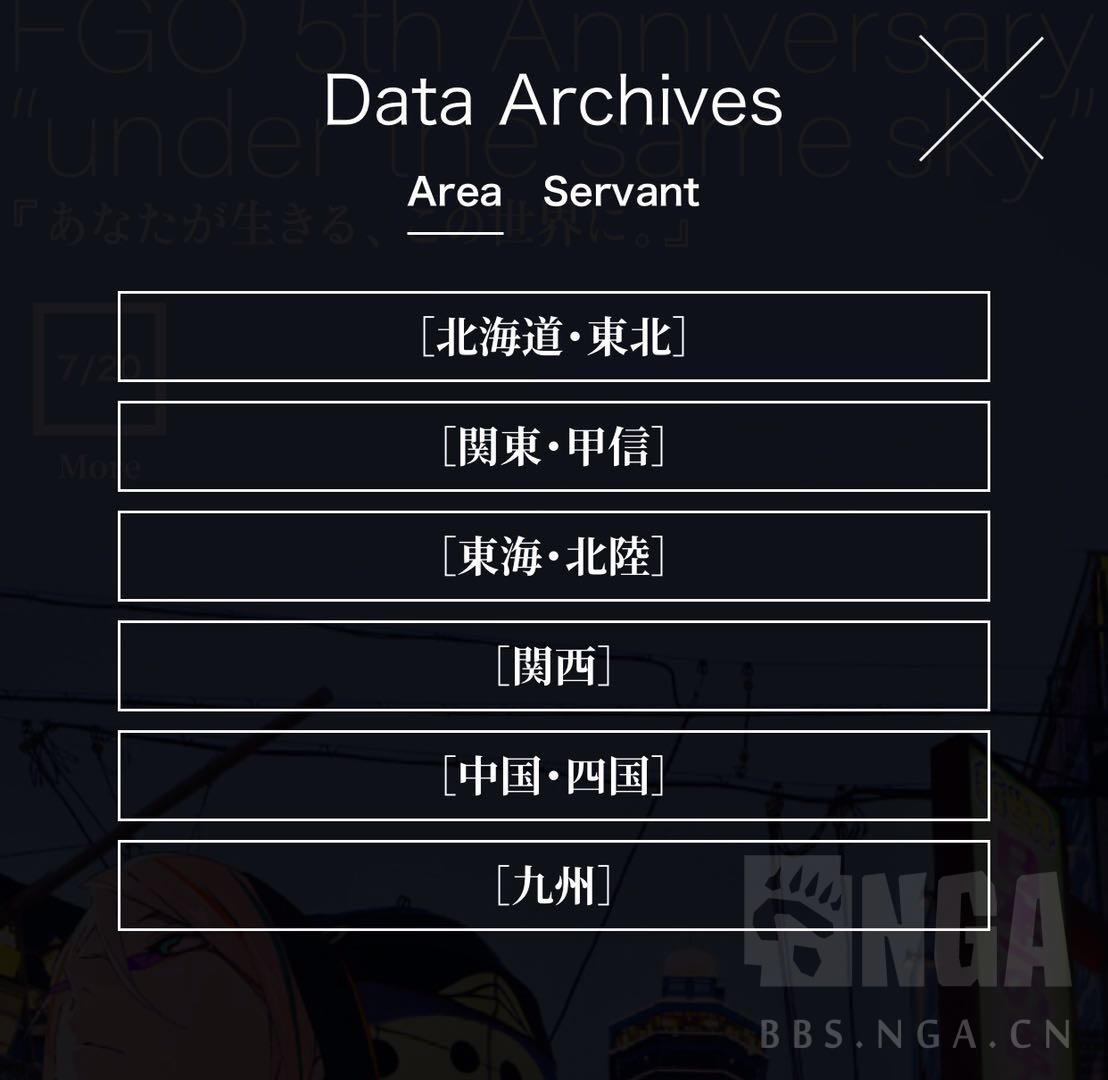 FGO 5th Anniversary
“under the same sky”
『あなたが生きる、この世界に。』
Data Archives
Area Servant
7/20
More
［北海道・東北］
［関東・甲信］
［東海・北陸］
［関西］
［中国・四国］
［九州］
NGA
BBS.NGA.CN